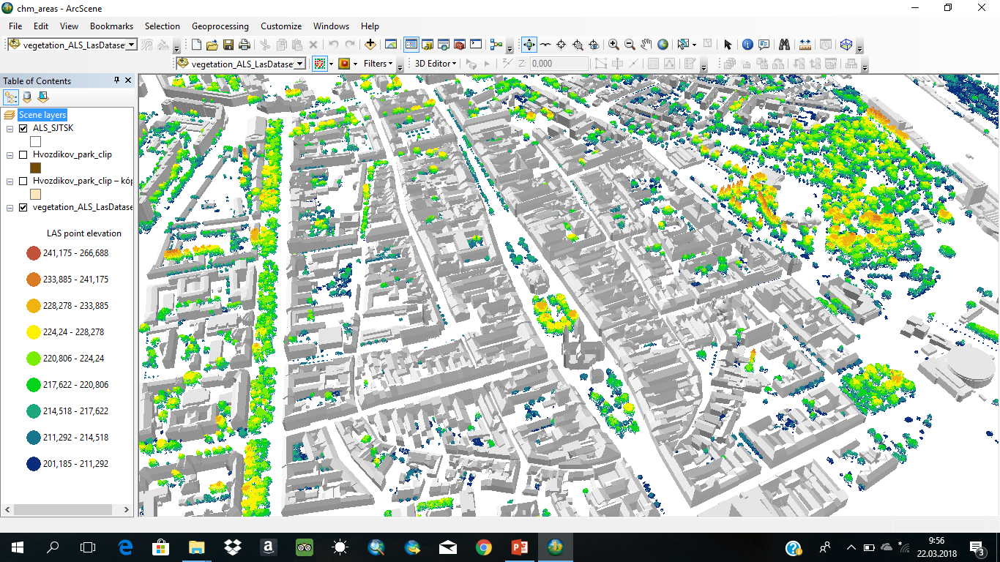 chm_areas - ArcScene
File Edit View Bookmarks Selection Geoprocessing Customize Windows Help
vegetation_ALS_LasDatase
vegetation_ALS_LasDatase Filters 3D Editor Z: 0,000
Table of Contents
Scene layers
ALS_SJTSK
Hvozdikov_park_clip
Hvozdikov_park_clip – kóp
vegetation_ALS_LasDatase
LAS point elevation
241,175 - 266,688
233,885 - 241,175
228,278 - 233,885
224,24 - 228,278
220,806 - 224,24
217,622 - 220,806
214,518 - 217,622
211,292 - 214,518
201,185 - 211,292
9:56
22.03.2018
3